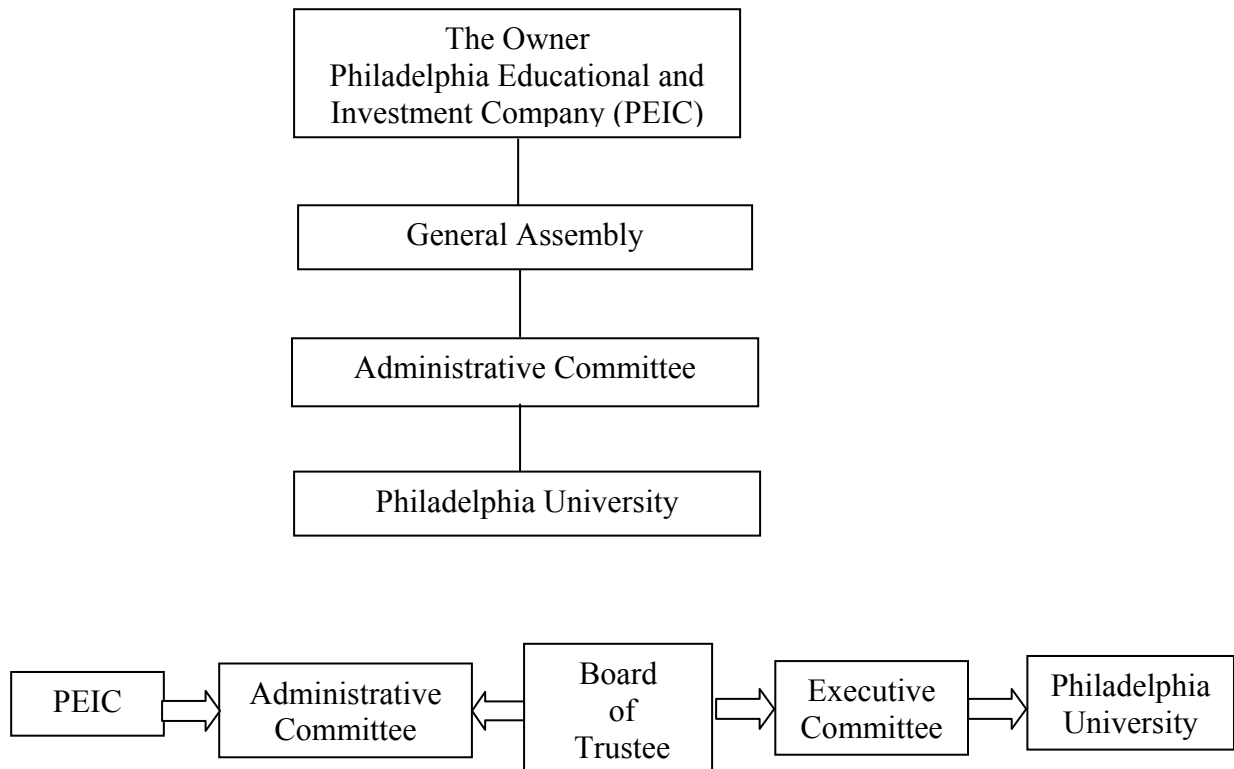 The Owner
Philadelphia Educational and
Investment Company (PEIC)
General Assembly
Administrative Committee
Philadelphia University
PEIC
Administrative
Committee
Board
of
Trustee
Executive
Committee
Philadelphia
University